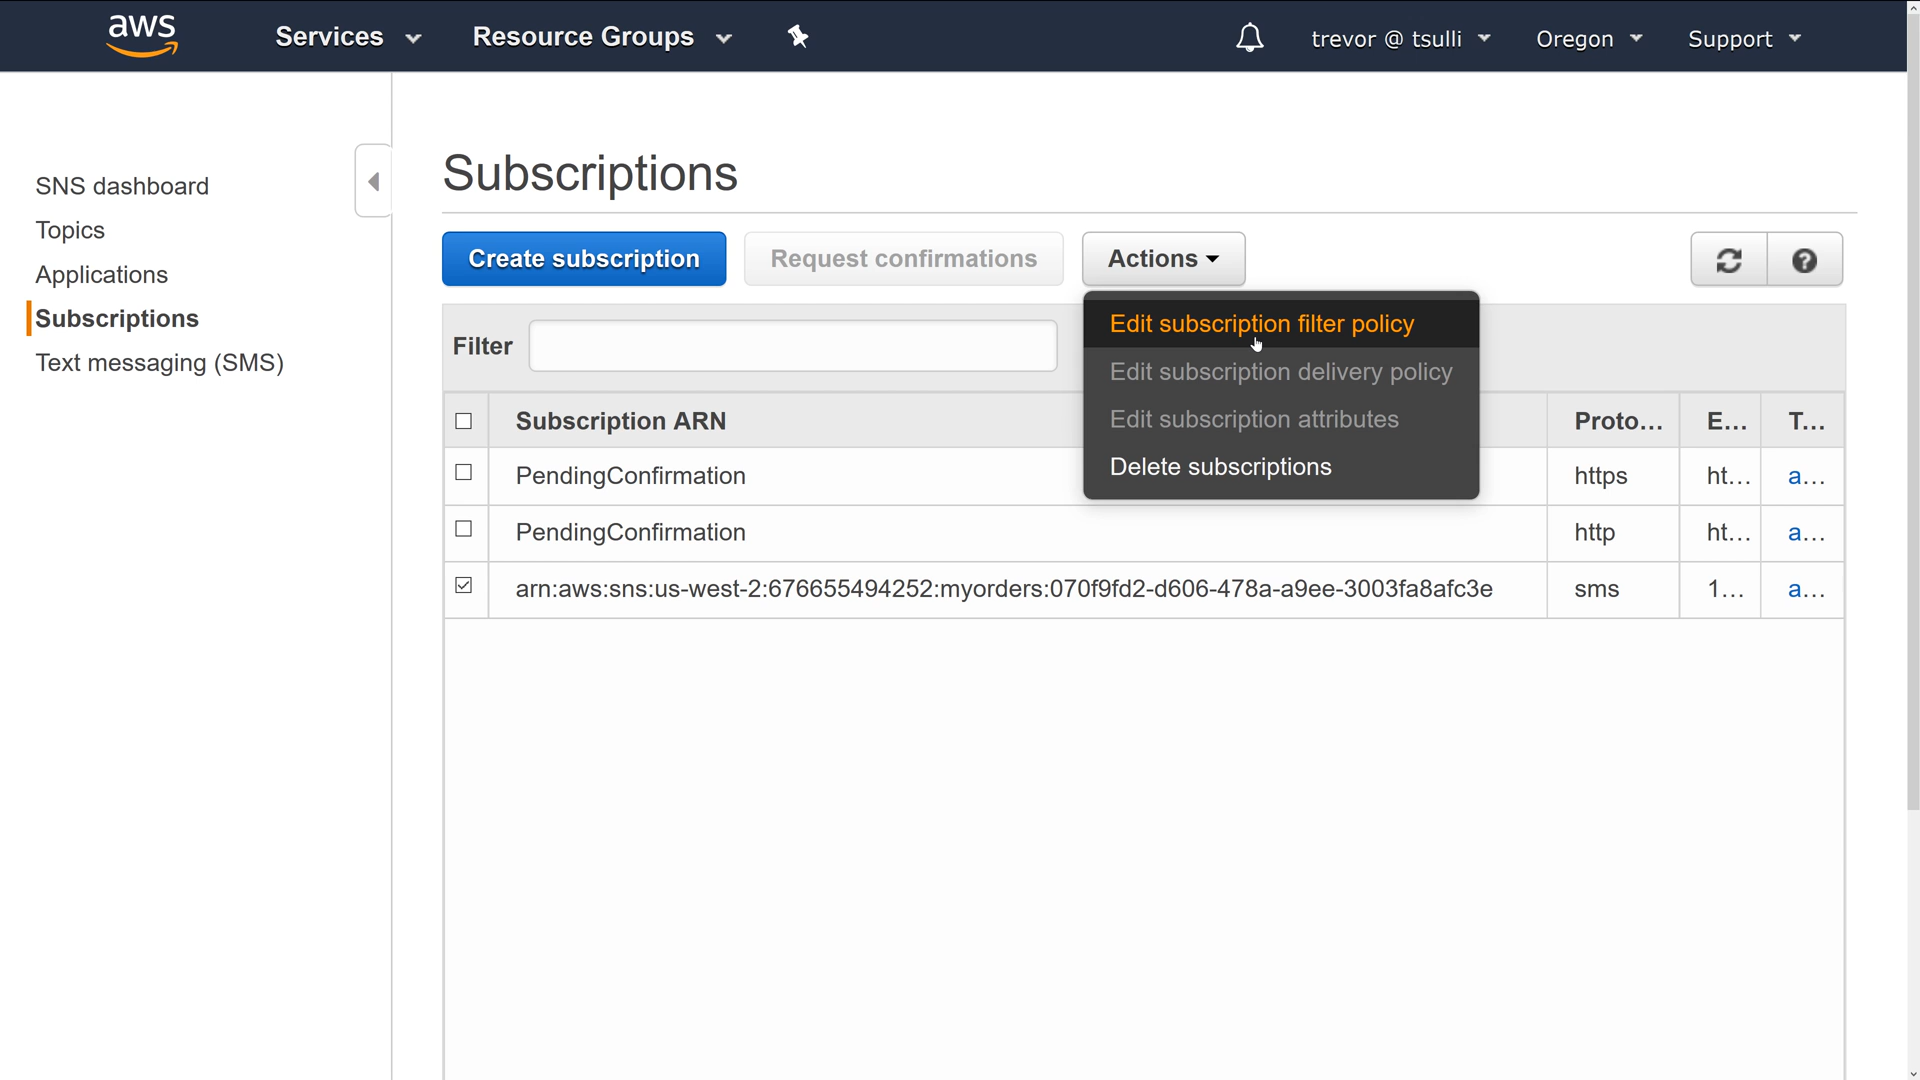 aws Services Resource Groups trevor @ tsulli Oregon Support
SNS dashboard
Topics
Applications
Subscriptions
Text messaging (SMS)
Subscriptions
Create subscription Request confirmations Actions
Edit subscription filter policy
Edit subscription delivery policy
Edit subscription attributes
Delete subscriptions
Filter
Subscription ARN Proto... E... T...
PendingConfirmation https ht... a...
PendingConfirmation http ht... a...
arn:aws:sns:us-west-2:676655494252:myorders:070f9fd2-d606-478a-a9ee-3003fa8afc3e sms 1... a...